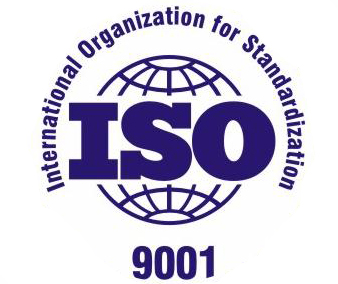 International Organization for Standardization
ISO
9001